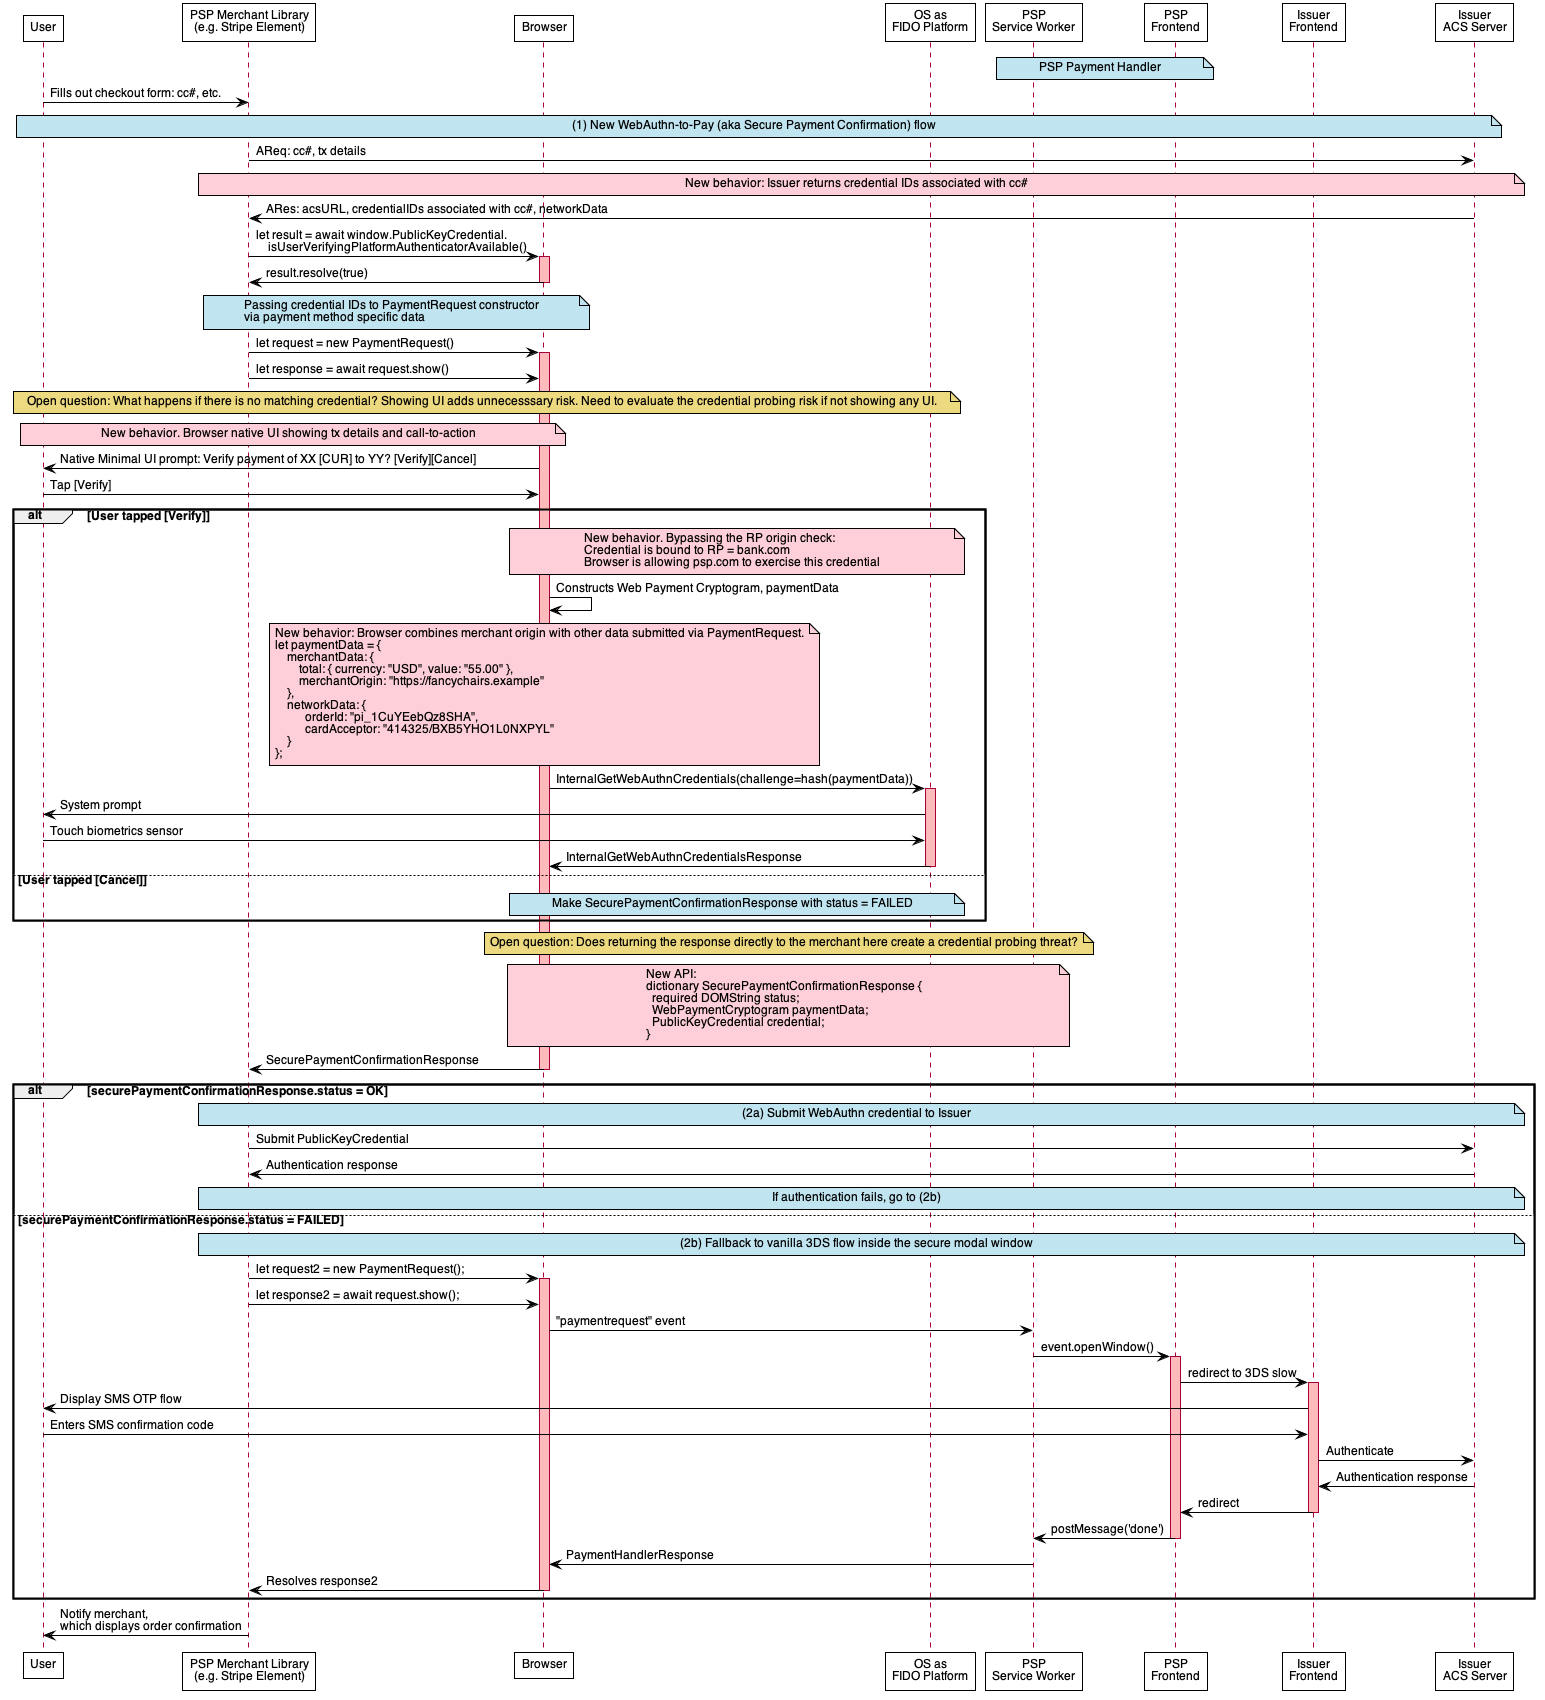 User
PSP Merchant Library
(e.g. Stripe Element)
Browser
OS as
FIDO Platform
PSP
Service Worker
PSP
Frontend
Issuer
Frontend
Issuer
ACS Server
PSP Payment Handler
Fills out checkout form: cc#, etc.
(1) New WebAuthn-to-Pay (aka Secure Payment Confirmation) flow
AReq: cc#, tx details
New behavior: Issuer returns credential IDs associated with cc#
ARes: acsURL, credentialIDs associated with cc#, networkData
let result = await window.PublicKeyCredential.
isUserVerifyingPlatformAuthenticatorAvailable()
result.resolve(true)
Passing credential IDs to PaymentRequest constructor
via payment method specific data
let request = new PaymentRequest()
let response = await request.show()
Open question: What happens if there is no matching credential? Showing UI adds unnecesssary risk. Need to evaluate the credential probing risk if not showing any UI.
New behavior. Browser native UI showing tx details and call-to-action
Native Minimal UI prompt: Verify payment of XX [CUR] to YY? [Verify][Cancel]
Tap [Verify]
alt [User tapped [Verify]]
New behavior. Bypassing the RP origin check:
Credential is bound to RP = bank.com
Browser is allowing psp.com to exercise this credential
Constructs Web Payment Cryptogram, paymentData
New behavior: Browser combines merchant origin with other data submitted via PaymentRequest.
let paymentData = {
merchantData: {
total: { currency: "USD", value: "55.00" },
merchantOrigin: "https://fancychairs.example"
},
networkData: {
orderId: "pi_1CuYEebQz8SHA",
cardAcceptor: "414325/BXB5YHO1L0NXPYL"
}
};
InternalGetWebAuthnCredentials(challenge=hash(paymentData))
System prompt
Touch biometrics sensor
InternalGetWebAuthnCredentialsResponse
[User tapped [Cancel]]
Make SecurePaymentConfirmationResponse with status = FAILED
Open question: Does returning the response directly to the merchant here create a credential probing threat?
New API:
dictionary SecurePaymentConfirmationResponse {
required DOMString status;
WebPaymentCryptogram paymentData;
PublicKeyCredential credential;
}
SecurePaymentConfirmationResponse
alt [securePaymentConfirmationResponse.status = OK]
(2a) Submit WebAuthn credential to Issuer
Submit PublicKeyCredential
Authentication response
If authentication fails, go to (2b)
[securePaymentConfirmationResponse.status = FAILED]
(2b) Fallback to vanilla 3DS flow inside the secure modal window
let request2 = new PaymentRequest();
let response2 = await request.show();
"paymentrequest" event
event.openWindow()
redirect to 3DS slow
Display SMS OTP flow
Enters SMS confirmation code
Authenticate
Authentication response
redirect
postMessage('done')
PaymentHandlerResponse
Resolves response2
Notify merchant,
which displays order confirmation
User
PSP Merchant Library
(e.g. Stripe Element)
Browser
OS as
FIDO Platform
PSP
Service Worker
PSP
Frontend
Issuer
Frontend
Issuer
ACS Server